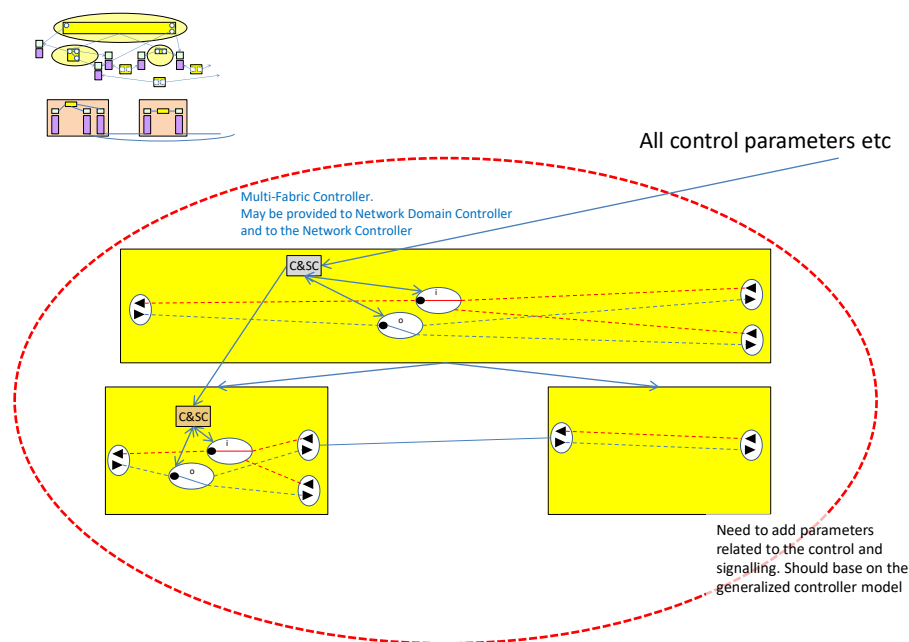 All control parameters etc
Multi-Fabric Controller.
May be provided to Network Domain Controller
and to the Network Controller
C&SC
i
o
C&SC
i
o
Need to add parameters
related to the control and
signalling. Should base on the
generalized controller model